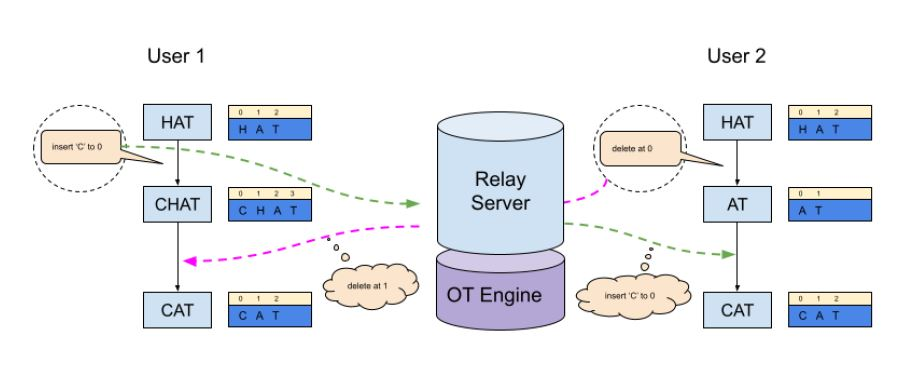 User 1
User 2
HAT
0 1 2
H A T
insert 'C' to 0
CHAT
0 1 2 3
C H A T
delete at 1
CAT
0 1 2
C A T
Relay
Server
OT Engine
HAT
0 1 2
H A T
delete at 0
AT
0 1
A T
insert 'C' to 0
CAT
0 1 2
C A T